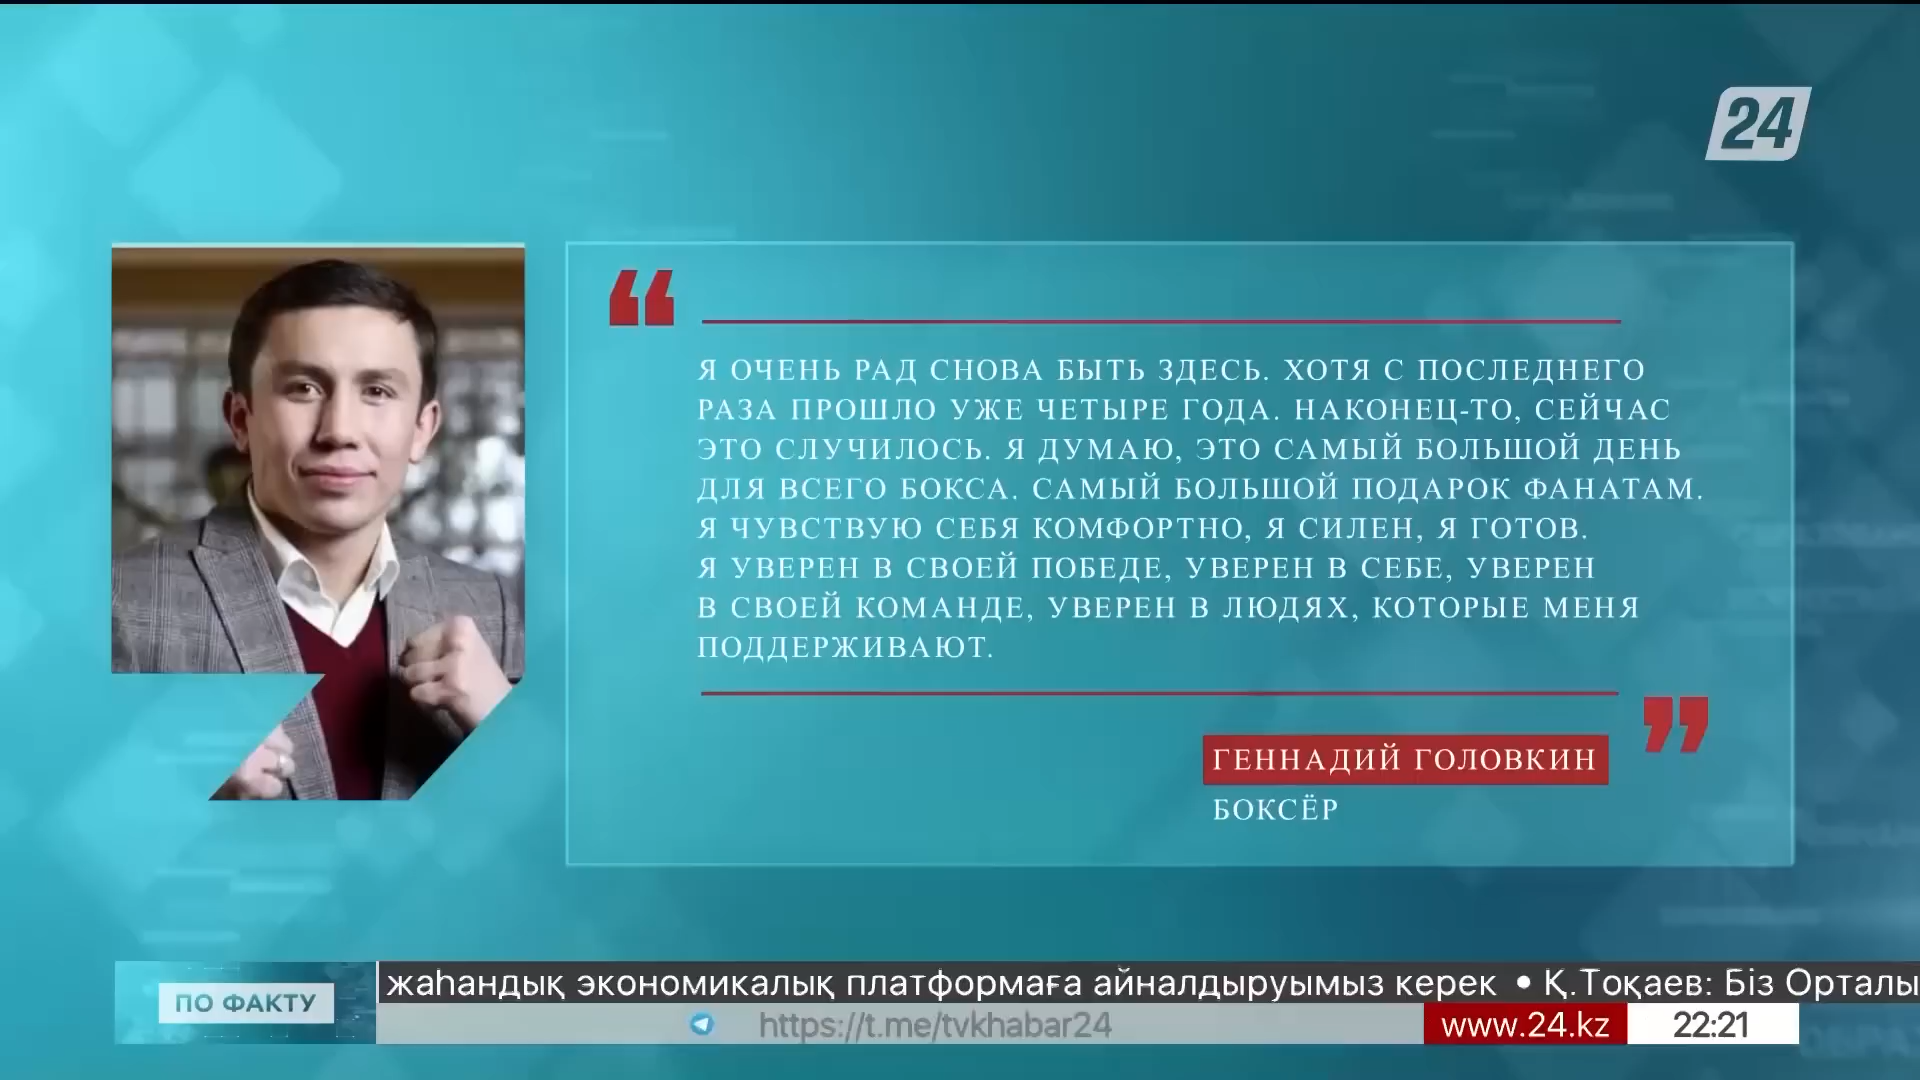 24
Я ОЧЕНЬ РАД СНОВА БЫТЬ ЗДЕСЬ. ХОТЯ С ПОСЛЕДНЕГО
РАЗА ПРОШЛО УЖЕ ЧЕТЫРЕ ГОДА. НАКОНЕЦ-ТО, СЕЙЧАС
ЭТО СЛУЧИЛОСЬ. Я ДУМАЮ, ЭТО САМЫЙ БОЛЬШОЙ ДЕНЬ
ДЛЯ ВСЕГО БОКСА. САМЫЙ БОЛЬШОЙ ПОДАРОК ФАНАТАМ.
Я ЧУВСТВУЮ СЕБЯ КОМФОРТНО, Я СИЛЕН, Я ГОТОВ.
Я УВЕРЕН В СВОЕЙ ПОБЕДЕ, УВЕРЕН В СЕБЕ, УВЕРЕН
В СВОЕЙ КОМАНДЕ, УВЕРЕН В ЛЮДЯХ, КОТОРЫЕ МЕНЯ
ПОДДЕРЖИВАЮТ.
ГЕННАДИЙ ГОЛОВКИН
БОКСЁР
жаһандық экономикалық платформаға айналдыруымыз керек • Қ.Тоқаев: Біз Орталы
ПО ФАКТУ
https://t.me/tvkhabar24
www.24.kz
22:21